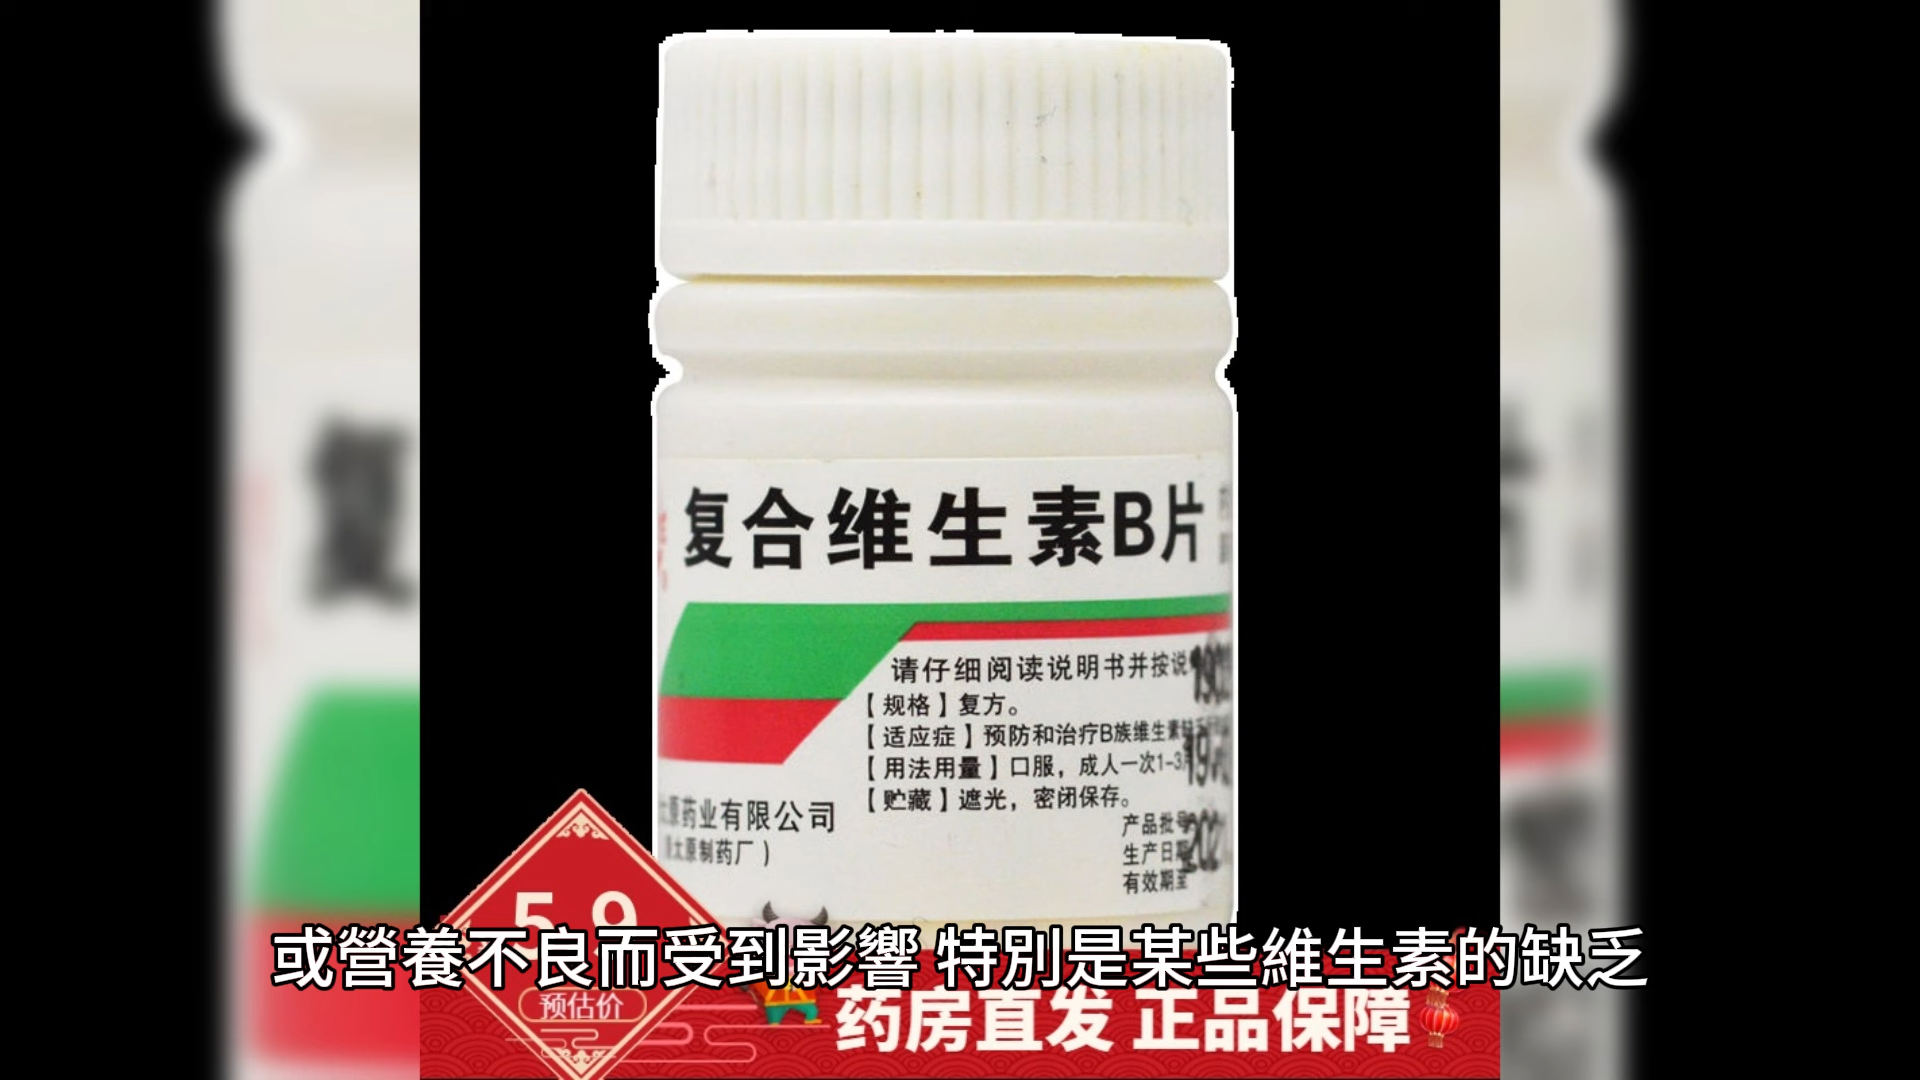 复合维生素B片
请仔细阅读说明书并按说
【规格】复方。
【适应症】预防和治疗B族维生素
【用法用量】口服，成人一次1-3
【贮藏】遮光，密闭保存。
原药业有限公司
太原制药厂）
产品批号
生产日期
有效期至
5.9
预估价
或營養不良而受到影響 特別是某些維生素的缺乏
药房直发 正品保障